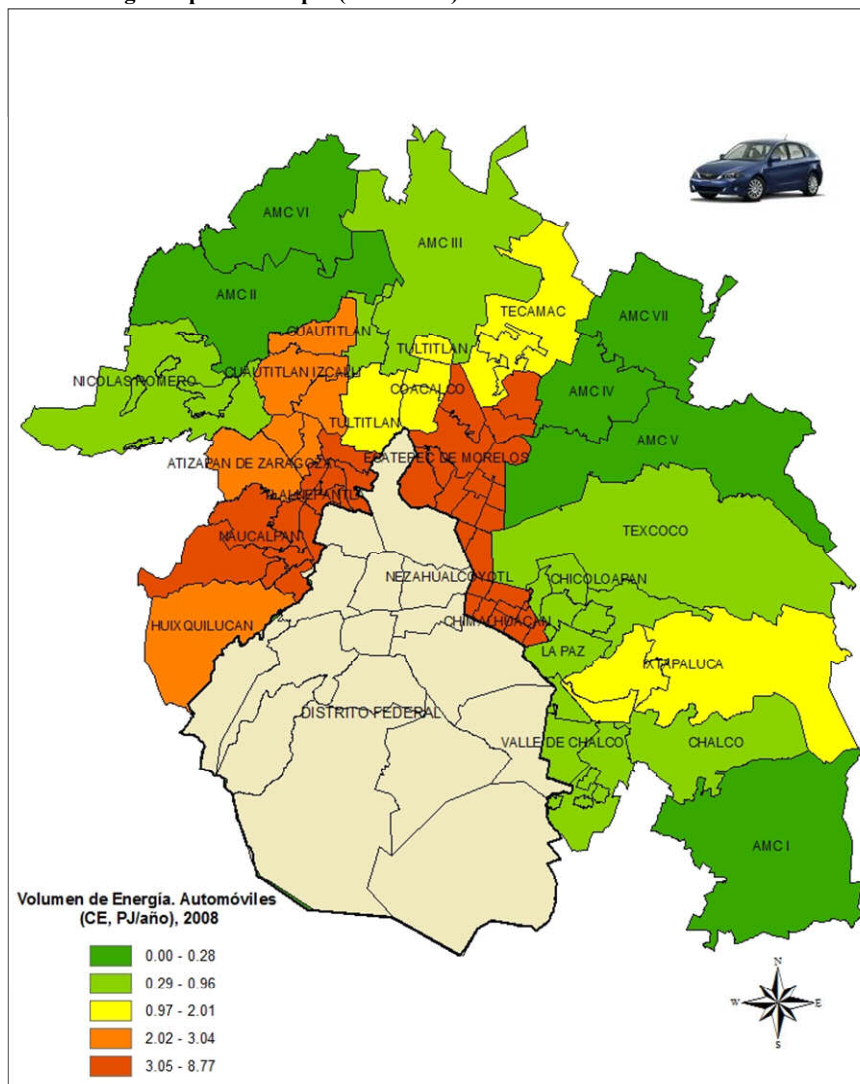 AMC VI
AMC III
AMC II
TECAMAC
AMC VII
CUAUTITLAN
TULTITLAN
NICOLAS ROMERO
CUAUTITLAN IZCALLI
COACALCO
AMC IV
TULTITLAN
AMC V
ATIZAPAN DE ZARAGOZA
ECATEPEC DE MORELOS
TLALNEPANTLA
NAUCALPAN
TEXCOCO
NEZAHUALCOYOTL
CHICOLOAPAN
HUIXQUILUCAN
CHIMALHUACAN
LA PAZ
IXTAPALUCA
DISTRITO FEDERAL
VALLE DE CHALCO
CHALCO
AMC I
Volumen de Energía. Automóviles
(CE, PJ/año), 2008
0.00 - 0.28
0.29 - 0.96
0.97 - 2.01
2.02 - 3.04
3.05 - 8.77
N
W
E
S